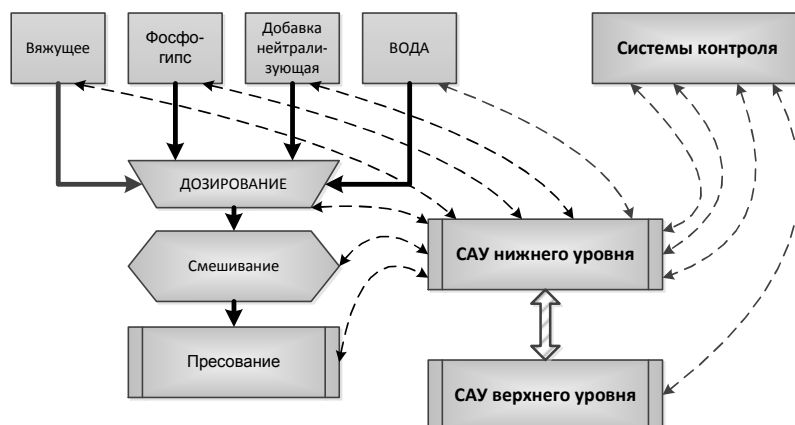 Вяжущее
Фосфо-
гипс
Добавка
нейтрали-
зующая
ВОДА
Системы контроля
ДОЗИРОВАНИЕ
САУ нижнего уровня
Смешивание
Пресование
САУ верхнего уровня